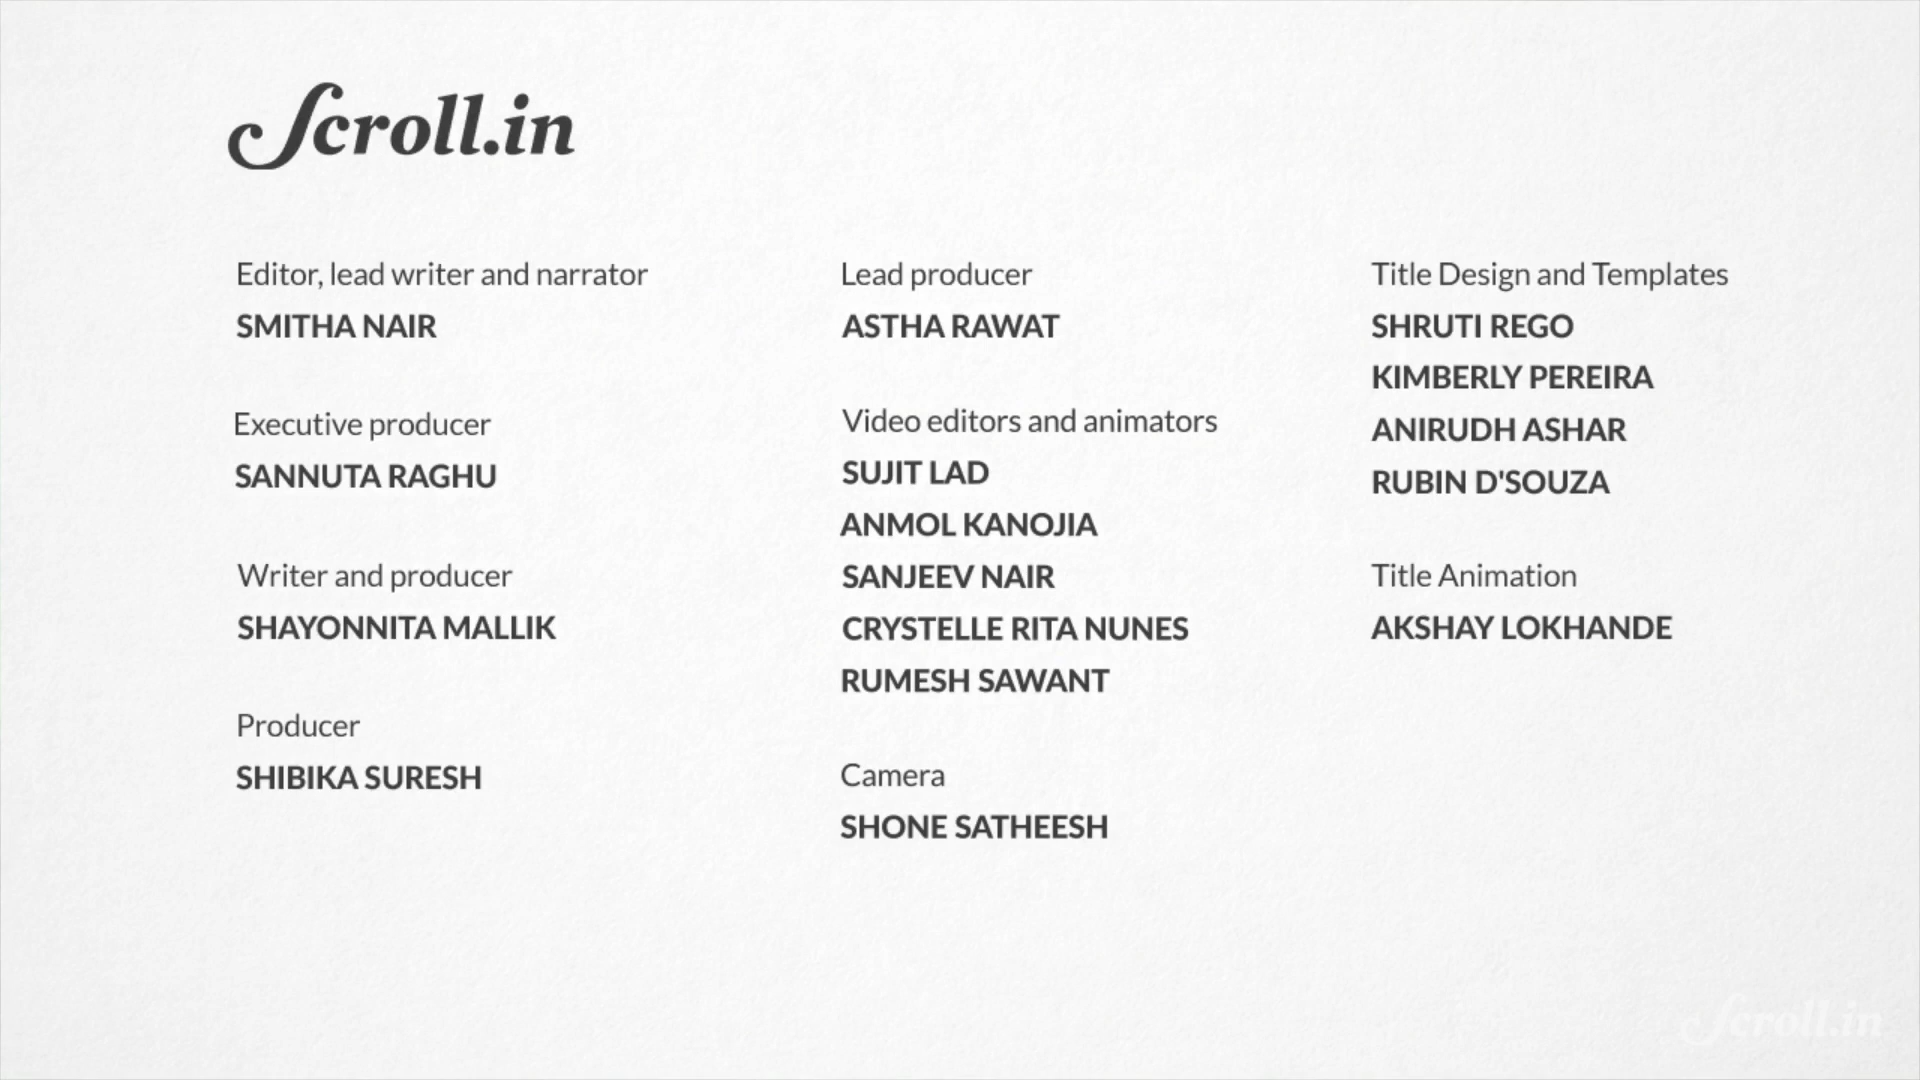 Scroll.in
Editor, lead writer and narrator
SMITHA NAIR
Executive producer
SANNUTA RAGHU
Writer and producer
SHAYONNITA MALLIK
Producer
SHIBIKA SURESH
Lead producer
ASTHA RAWAT
Video editors and animators
SUJIT LAD
ANMOL KANOJIA
SANJEEV NAIR
CRYSTELLE RITA NUNES
RUMESH SAWANT
Camera
SHONE SATHEESH
Title Design and Templates
SHRUTI REGO
KIMBERLY PEREIRA
ANIRUDH ASHAR
RUBIN D'SOUZA
Title Animation
AKSHAY LOKHANDE
Scroll.in